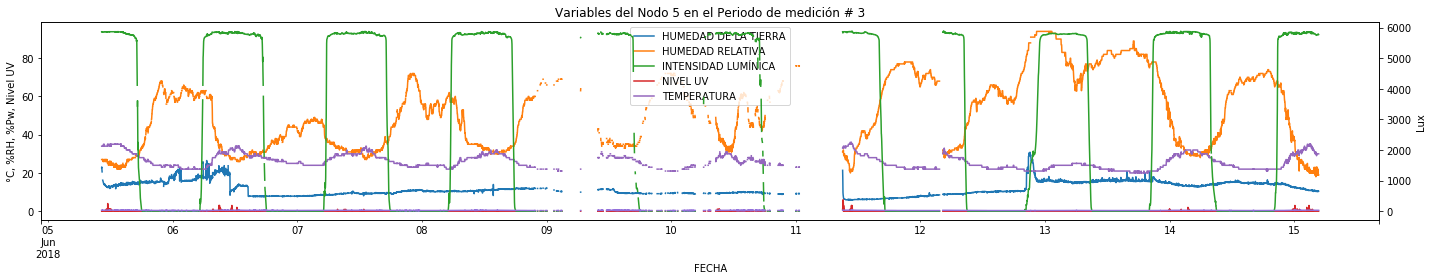 Variables del Nodo 5 en el Periodo de medición # 3
°C, %RH, %Pw, Nivel UV
80
60
40
20
0
HUMEDAD DE LA TIERRA
HUMEDAD RELATIVA
INTENSIDAD LUMÍNICA
NIVEL UV
TEMPERATURA
6000
5000
4000
3000
2000
1000
0
Lux
05 06 07 08 09 10 11 12 13 14 15
Jun
2018
FECHA